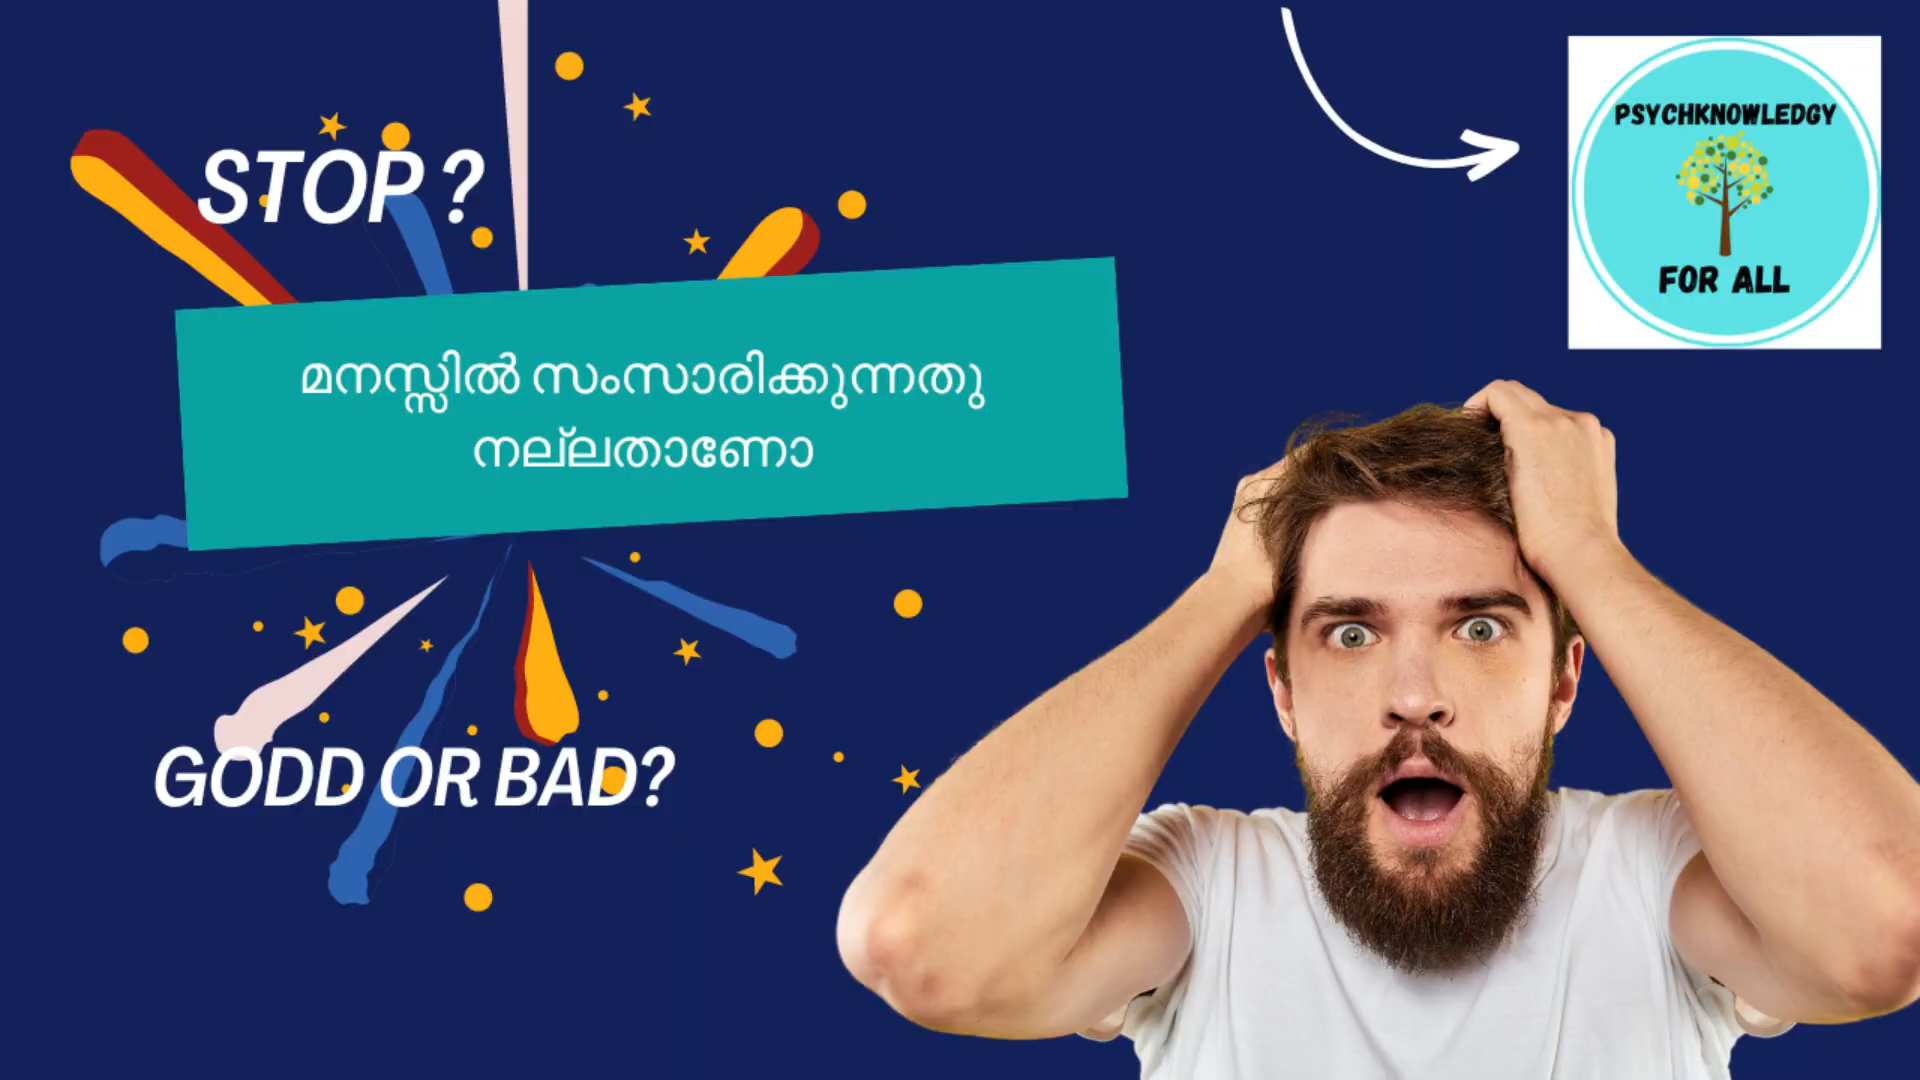 STOP ?
PSYCHKNOWLEDGY
FOR ALL
മനസ്സിൽ സംസാരിക്കുന്നതു
നല്ലതാണോ
GODD OR BAD?